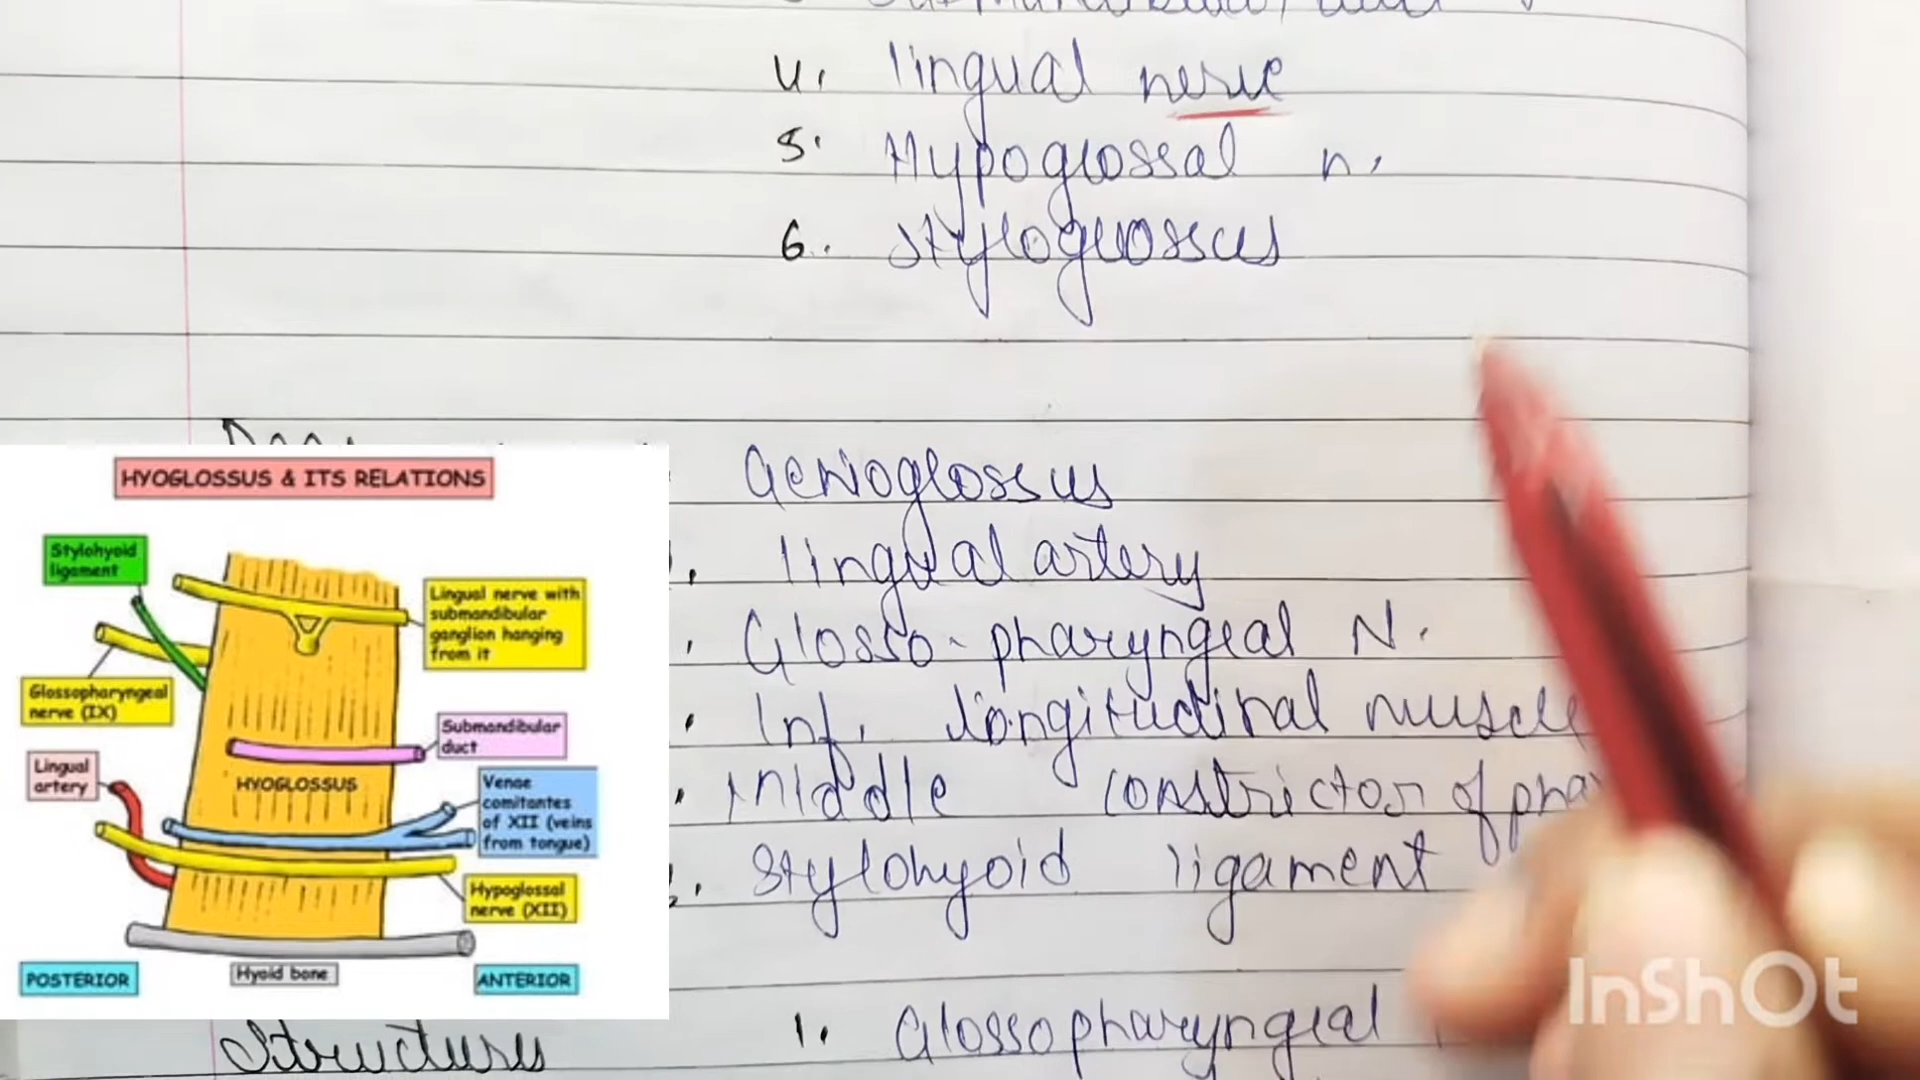 4. lingual nerve
5. Hypoglossal n.
6. Styloglossus
Genioglossus
lingual artery
Glosso-pharyngeal N.
Inf. longitudinal muscle
middle constrictor of pha
stylohyoid ligament
1. Glossopharyngeal
Structures
HYOGLOSSUS & ITS RELATIONS
Stylohyoid
ligament
Lingual nerve with
submandibular
ganglion hanging
from it
Glossopharyngeal
nerve (IX)
Submandibular
duct
Lingual
artery
HYOGLOSSUS
Venae
comitantes
of XII (veins
from tongue)
Hypoglossal
nerve (XII)
POSTERIOR
Hyoid bone
ANTERIOR
InShOt